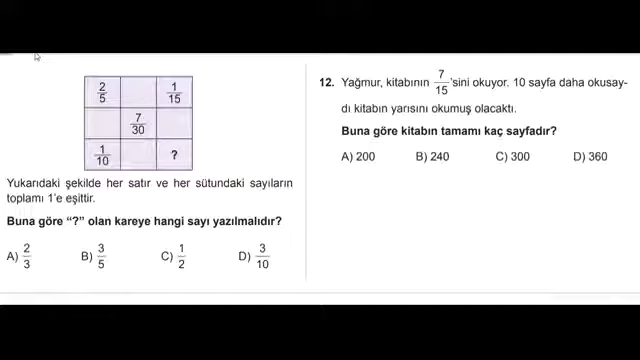 2/5 1/15
7/30
1/10 ?
Yukarıdaki şekilde her satır ve her sütundaki sayıların
toplamı 1'e eşittir.
Buna göre "?" olan kareye hangi sayı yazılmalıdır?
A) 2/3 B) 3/5 C) 1/2 D) 3/10
12. Yağmur, kitabının 7/15'sini okuyor. 10 sayfa daha okusay-
dı kitabın yarısını okumuş olacaktı.
Buna göre kitabın tamamı kaç sayfadır?
A) 200 B) 240 C) 300 D) 360